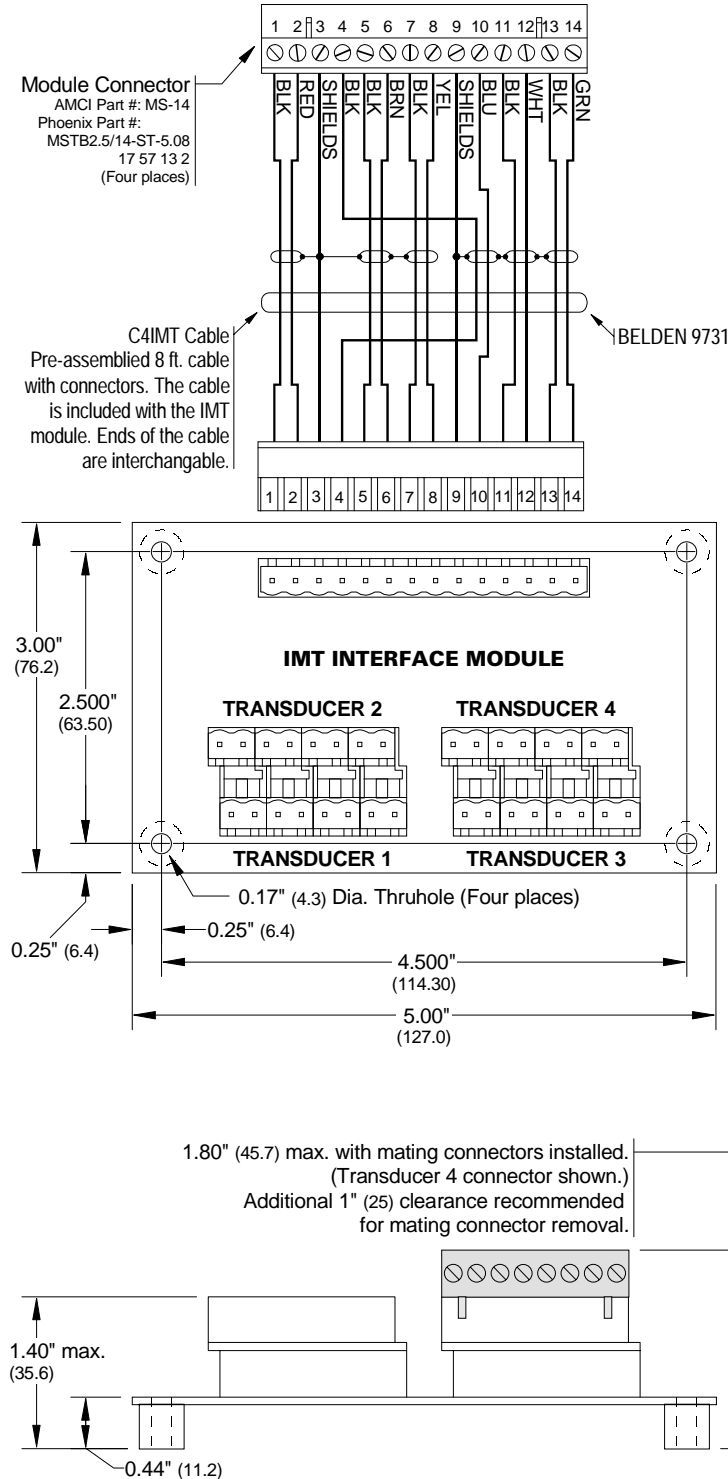 1 2 3 4 5 6 7 8 9 10 11 12 13 14
Module Connector
AMCI Part #: MS-14
Phoenix Part #:
MSTB2.5/14-ST-5.08
17 57 13 2
(Four places)
BLK
RED
SHIELDS
BLK
BLK
BRN
BLK
YEL
SHIELDS
BLU
BLK
WHT
BLK
GRN
C4IMT Cable
Pre-assemblied 8 ft. cable
with connectors. The cable
is included with the IMT
module. Ends of the cable
are interchangable.
BELDEN 9731
1 2 3 4 5 6 7 8 9 10 11 12 13 14
3.00"
(76.2)
2.500"
(63.50)
IMT INTERFACE MODULE
TRANSDUCER 2 TRANSDUCER 4
TRANSDUCER 1 TRANSDUCER 3
0.17" (4.3) Dia. Thruhole (Four places)
0.25" (6.4)
0.25" (6.4)
4.500"
(114.30)
5.00"
(127.0)
1.80" (45.7) max. with mating connectors installed.
(Transducer 4 connector shown.)
Additional 1" (25) clearance recommended
for mating connector removal.
1.40" max.
(35.6)
0.44" (11.2)